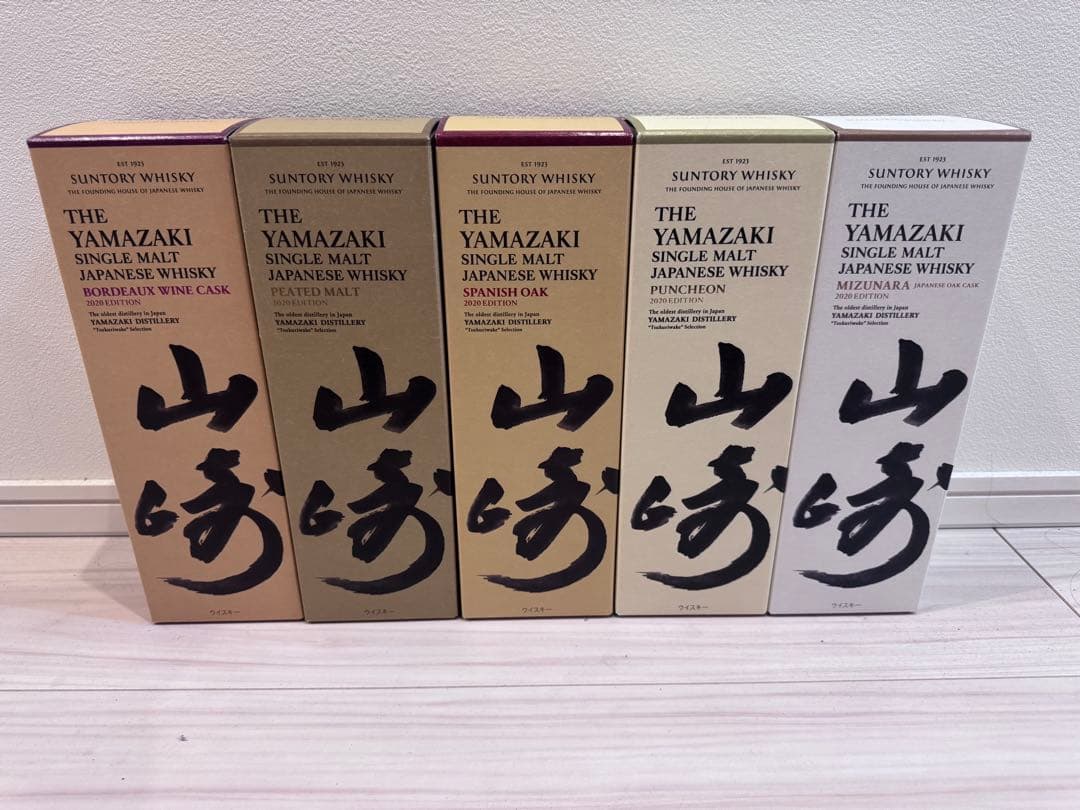 EST 1923
SUNTORY WHISKY
THE FOUNDING HOUSE OF JAPANESE WHISKY
THE
YAMAZAKI
SINGLE MALT
JAPANESE WHISKY
BORDEAUX WINE CASK
2020 EDITION
The oldest distillery in Japan
YAMAZAKI DISTILLERY
"Tsukuriwake" Selection
山崎
ウイスキー
EST 1923
SUNTORY WHISKY
THE FOUNDING HOUSE OF JAPANESE WHISKY
THE
YAMAZAKI
SINGLE MALT
JAPANESE WHISKY
PEATED MALT
2020 EDITION
The oldest distillery in Japan
YAMAZAKI DISTILLERY
"Tsukuriwake" Selection
山崎
ウイスキー
EST 1923
SUNTORY WHISKY
THE FOUNDING HOUSE OF JAPANESE WHISKY
THE
YAMAZAKI
SINGLE MALT
JAPANESE WHISKY
SPANISH OAK
2020 EDITION
The oldest distillery in Japan
YAMAZAKI DISTILLERY
"Tsukuriwake" Selection
山崎
ウイスキー
EST 1923
SUNTORY WHISKY
THE FOUNDING HOUSE OF JAPANESE WHISKY
THE
YAMAZAKI
SINGLE MALT
JAPANESE WHISKY
PUNCHEON
2020 EDITION
The oldest distillery in Japan
YAMAZAKI DISTILLERY
"Tsukuriwake" Selection
山崎
ウイスキー
EST 1923
SUNTORY WHISKY
THE FOUNDING HOUSE OF JAPANESE WHISKY
THE
YAMAZAKI
SINGLE MALT
JAPANESE WHISKY
MIZUNARA JAPANESE OAK CASK
2020 EDITION
The oldest distillery in Japan
YAMAZAKI DISTILLERY
"Tsukuriwake" Selection
山崎
ウイスキー